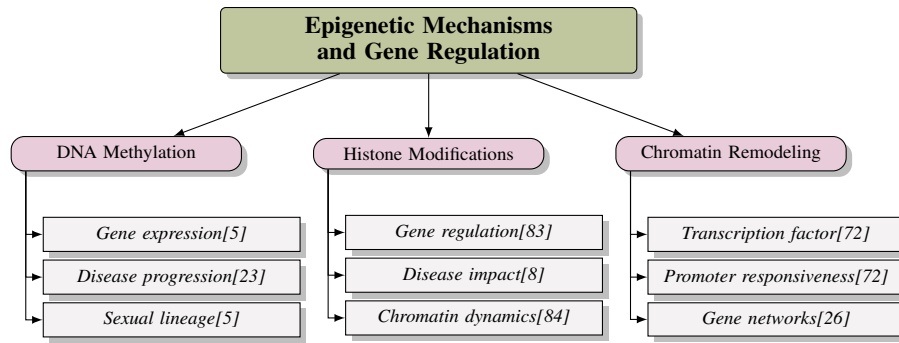 Epigenetic Mechanisms
and Gene Regulation
DNA Methylation
Histone Modifications
Chromatin Remodeling
Gene expression[5]
Gene regulation[83]
Transcription factor[72]
Disease progression[23]
Disease impact[8]
Promoter responsiveness[72]
Sexual lineage[5]
Chromatin dynamics[84]
Gene networks[26]